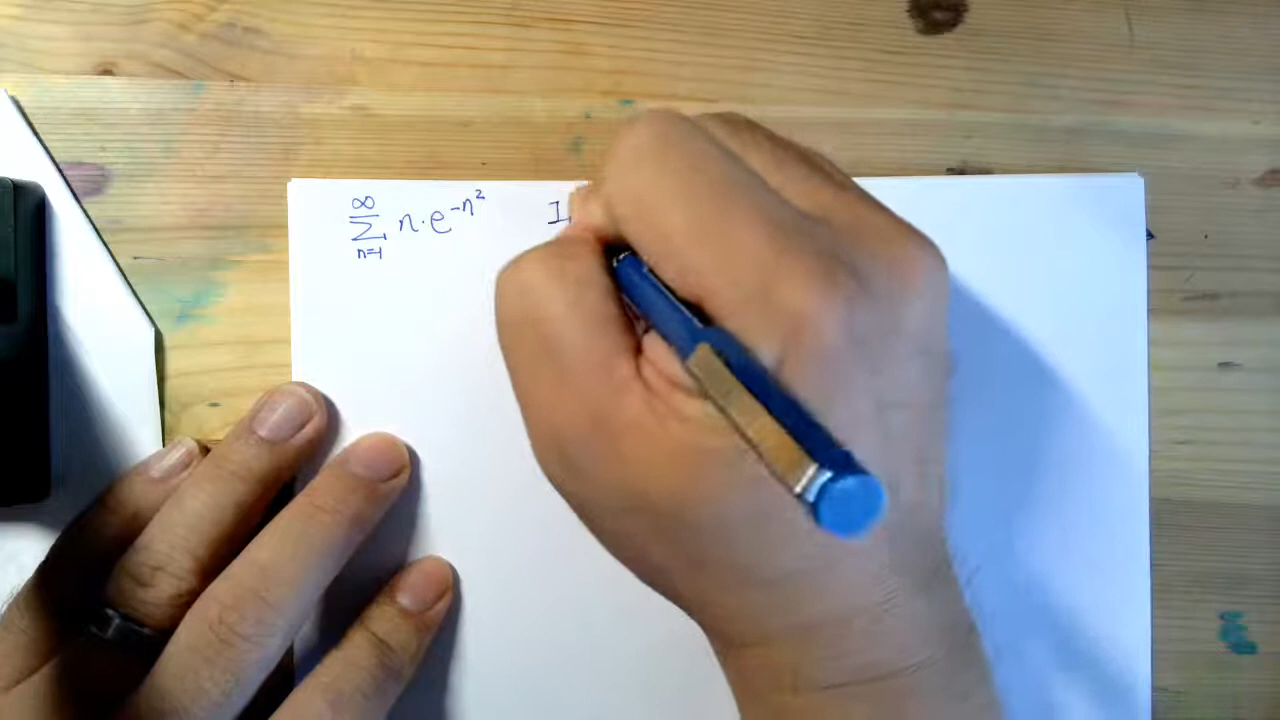 ∞
∑ n·e^{-n²} I
n=1